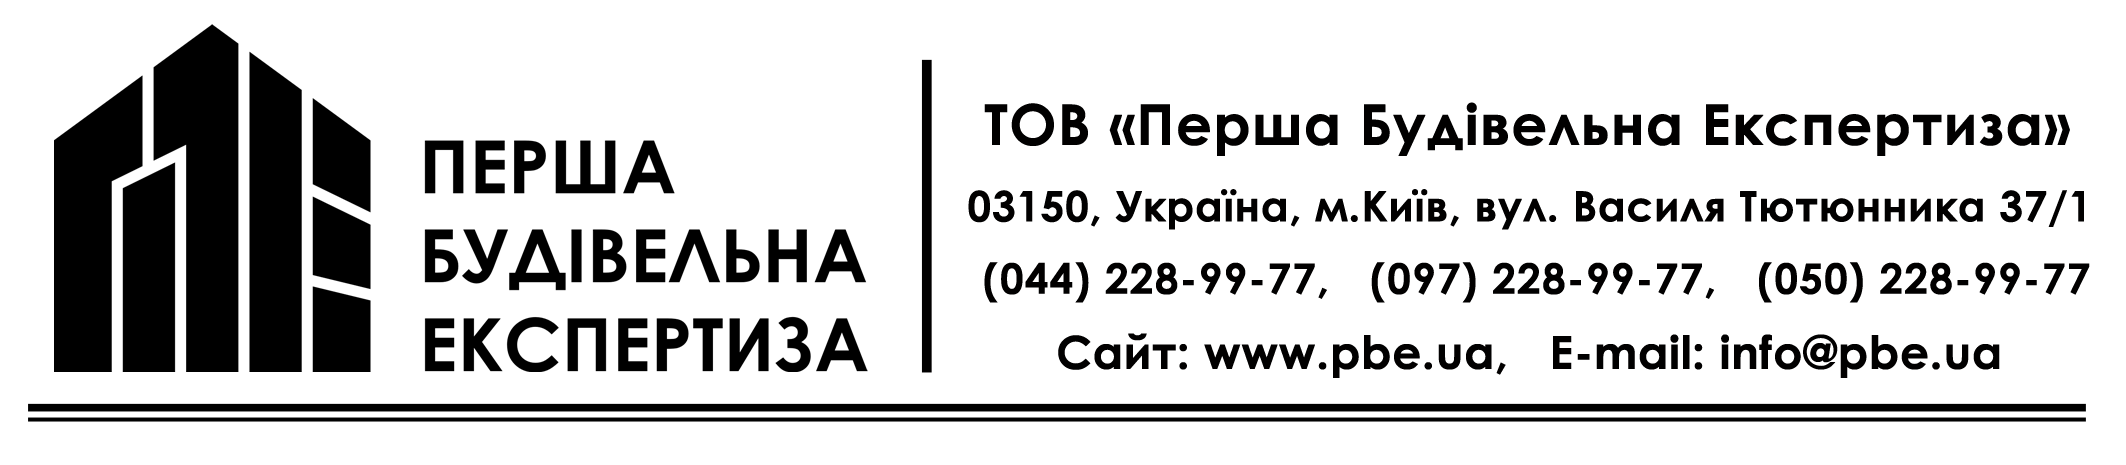 ПЕРША
БУДІВЕЛЬНА
ЕКСПЕРТИЗА
ТОВ «Перша Будівельна Експертиза»
03150, Україна, м.Київ, вул. Василя Тютюнника 37/1
(044) 228-99-77, (097) 228-99-77, (050) 228-99-77
Сайт: www.pbe.ua, E-mail: info@pbe.ua